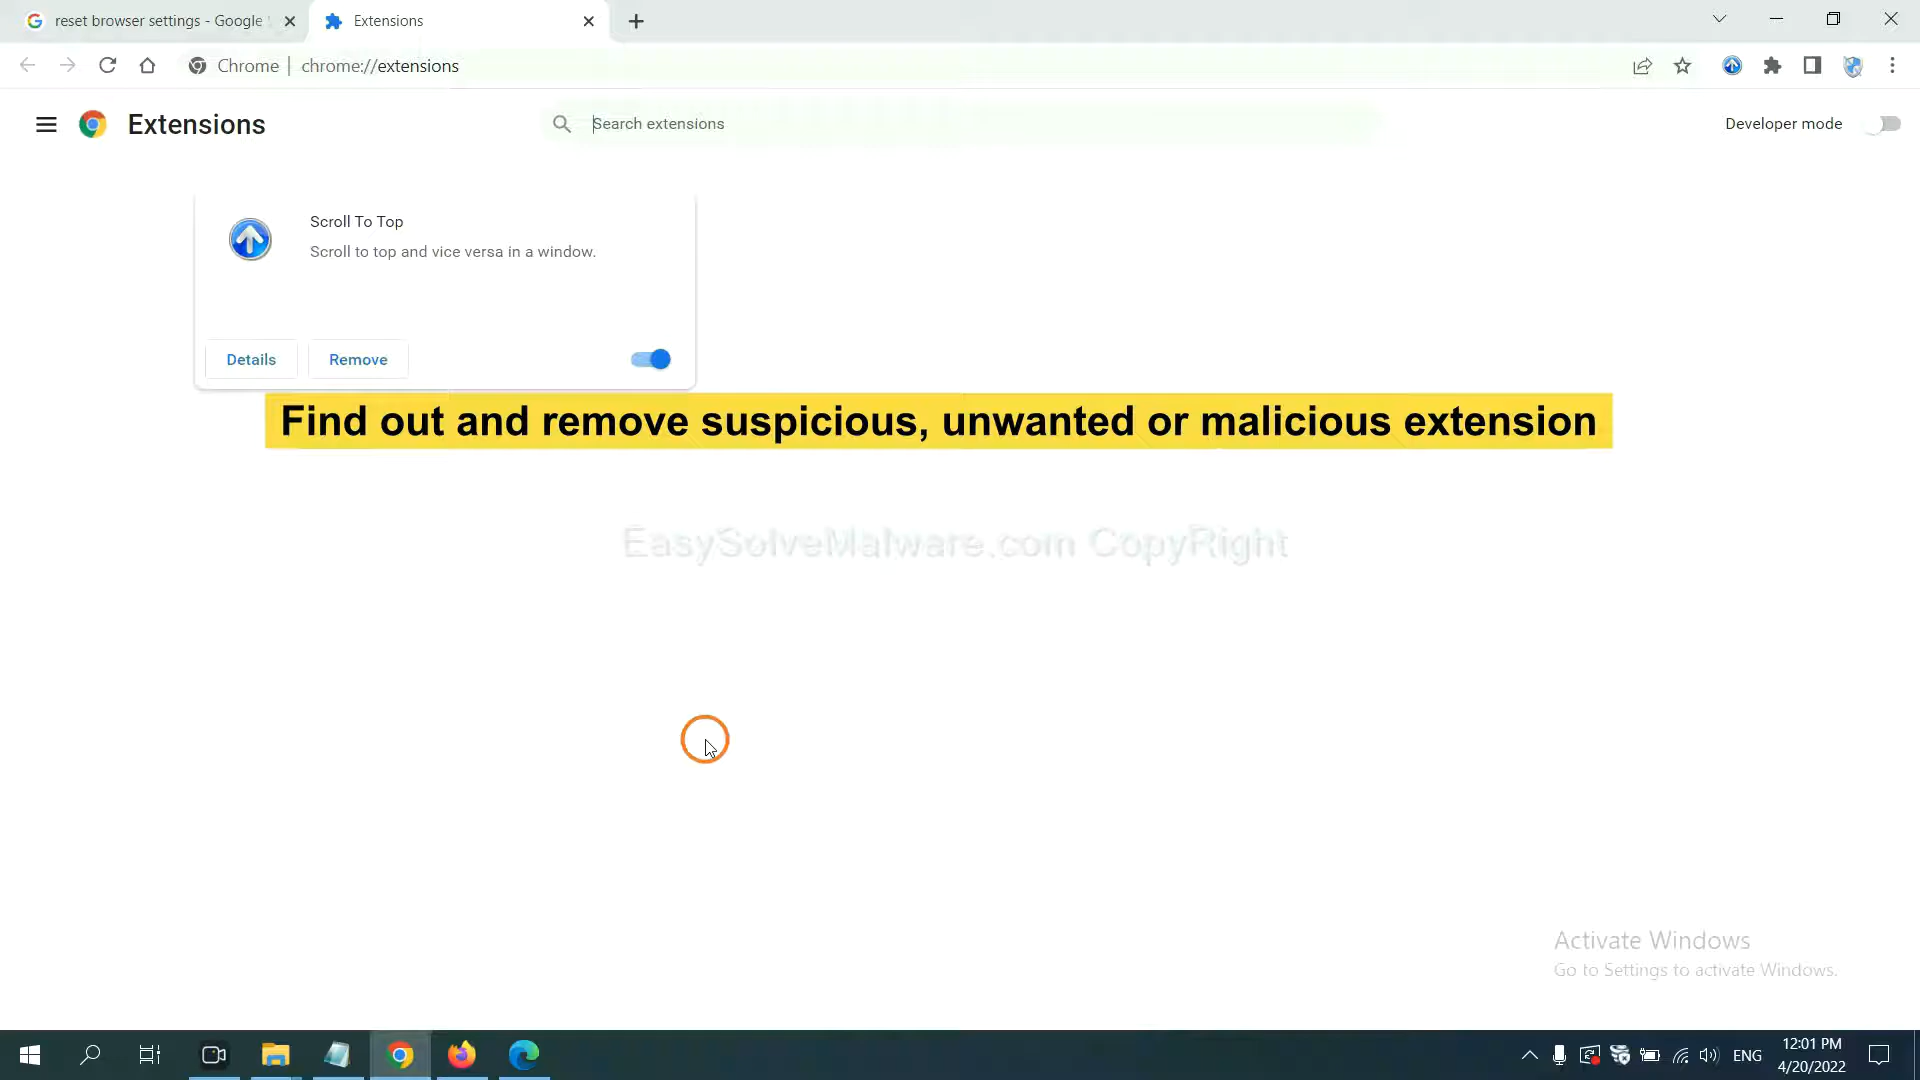 reset browser settings - Google
Extensions
Chrome | chrome://extensions
Extensions
Search extensions
Developer mode
Scroll To Top
Scroll to top and vice versa in a window.
Details
Remove
Find out and remove suspicious, unwanted or malicious extension
EasySolveMalware.com CopyRight
Activate Windows
Go to Settings to activate Windows.
ENG
12:01 PM
4/20/2022